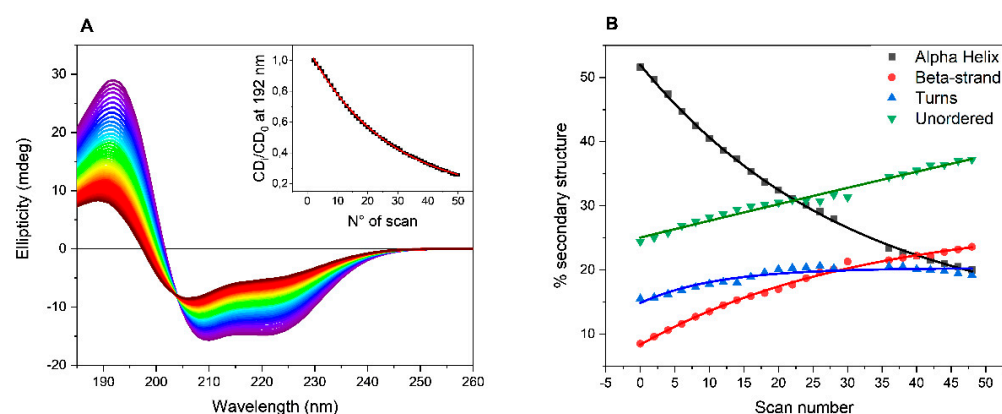 A
Ellipticity (mdeg)
30
20
10
0
-10
-20
190 200 210 220 230 240 250 260
Wavelength (nm)
CDi/CD0 at 192 nm
1,0
0,8
0,6
0,4
0,2
0 10 20 30 40 50
N° of scan
B
% secondary structure
50
40
30
20
10
-5 0 5 10 15 20 25 30 35 40 45 50
Scan number
Alpha Helix
Beta-strand
Turns
Unordered